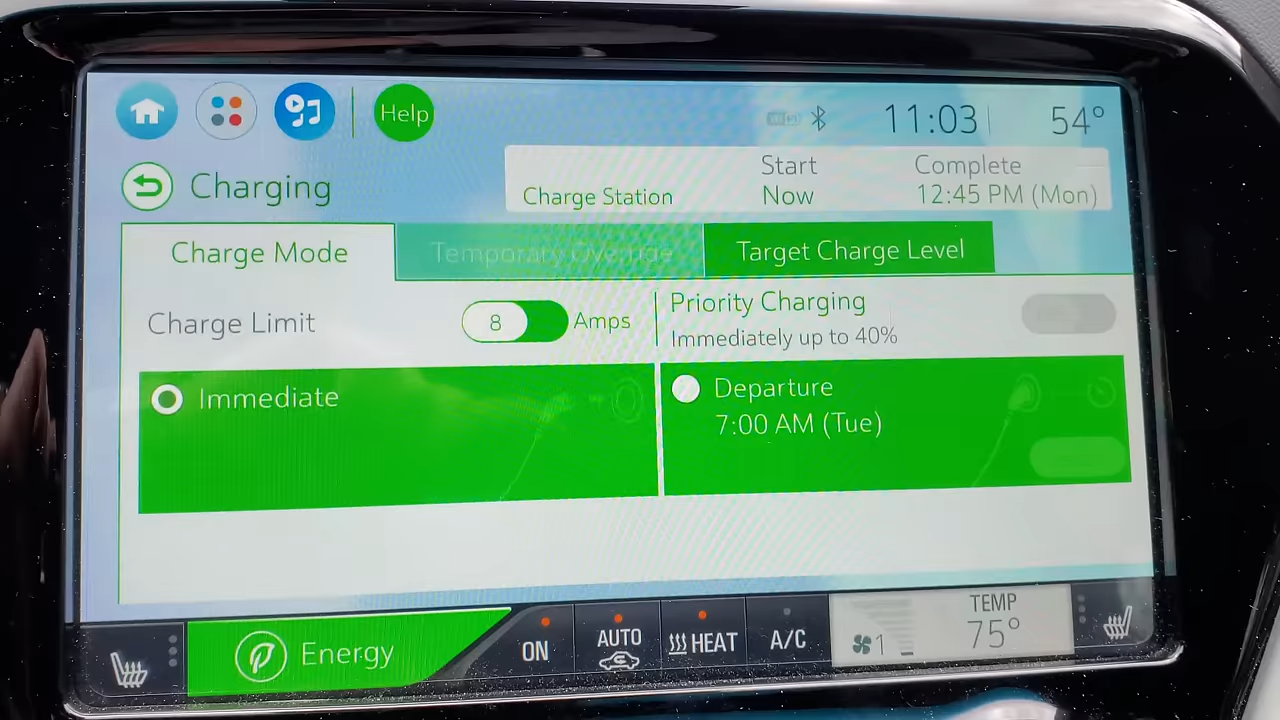 Help
11:03
54°
Charging
Start
Complete
Charge Station
Now
12:45 PM (Mon)
Charge Mode
Temporary Override
Target Charge Level
Charge Limit
8
Amps
Priority Charging
Immediately up to 40%
Immediate
Departure
7:00 AM (Tue)
Energy
ON
AUTO
HEAT
A/C
1
TEMP
75°